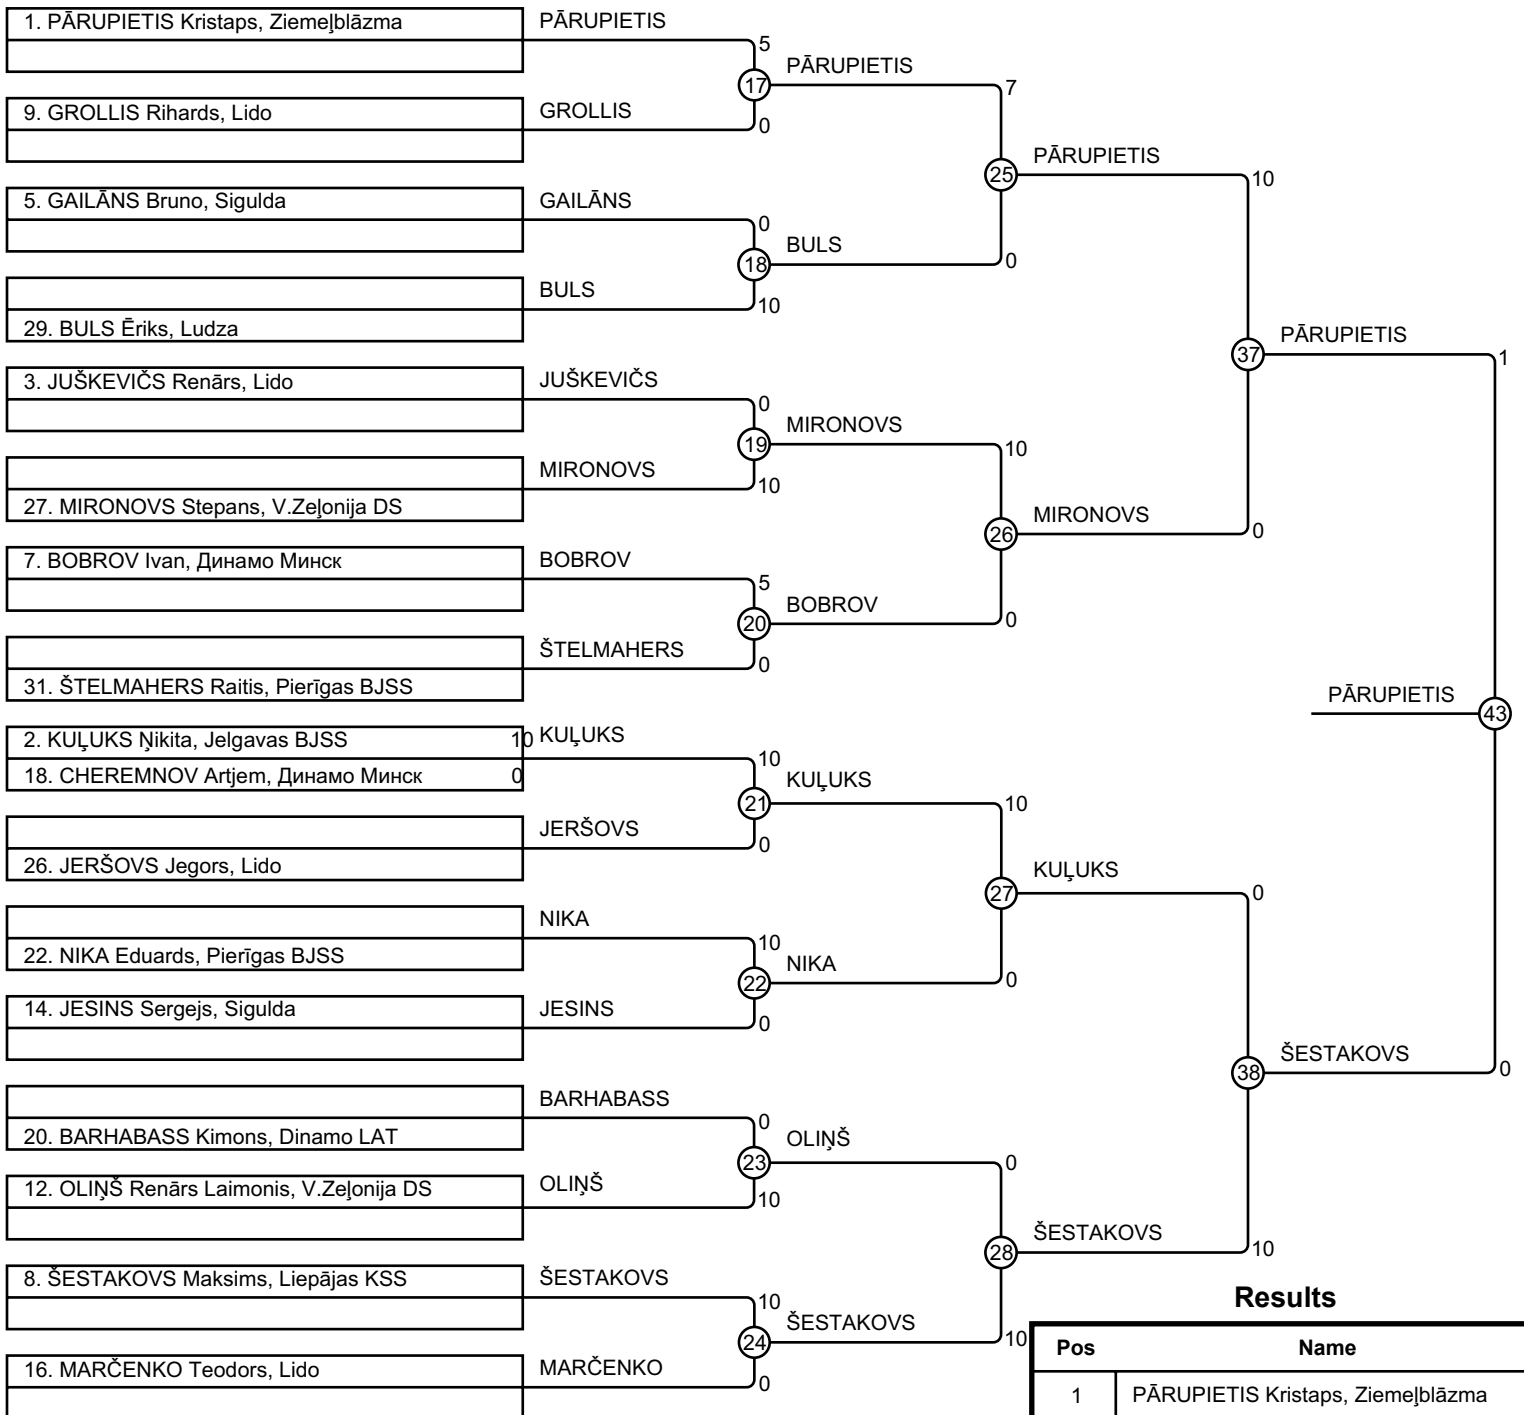 1. PĀRUPIETIS Kristaps, Ziemeļblāzma
PĀRUPIETIS
5
17
PĀRUPIETIS
7
9. GROLLIS Rihards, Lido
GROLLIS
0
25
PĀRUPIETIS
10
5. GAILĀNS Bruno, Sigulda
GAILĀNS
0
18
BULS
0
BULS
10
29. BULS Ēriks, Ludza
37
PĀRUPIETIS
1
3. JUŠKEVIČS Renārs, Lido
JUŠKEVIČS
0
19
MIRONOVS
10
MIRONOVS
10
27. MIRONOVS Stepans, V.Zeļonija DS
26
MIRONOVS
0
7. BOBROV Ivan, Динамо Минск
BOBROV
5
20
BOBROV
0
ŠTELMAHERS
0
31. ŠTELMAHERS Raitis, Pierīgas BJSS
PĀRUPIETIS
43
2. KUĻUKS Ņikita, Jelgavas BJSS 10
KUĻUKS
10
18. CHEREMNOV Artjem, Динамо Минск 0
21
KUĻUKS
10
JERŠOVS
0
26. JERŠOVS Jegors, Lido
27
KUĻUKS
0
NIKA
10
22. NIKA Eduards, Pierīgas BJSS
22
NIKA
0
14. JESINS Sergejs, Sigulda
JESINS
0
38
ŠESTAKOVS
0
BARHABASS
0
20. BARHABASS Kimons, Dinamo LAT
23
OLIŅŠ
0
12. OLIŅŠ Renārs Laimonis, V.Zeļonija DS
OLIŅŠ
10
28
ŠESTAKOVS
10
8. ŠESTAKOVS Maksims, Liepājas KSS
ŠESTAKOVS
10
24
ŠESTAKOVS
10
16. MARČENKO Teodors, Lido
MARČENKO
0
Results
Pos Name
1 PĀRUPIETIS Kristaps, Ziemeļblāzma